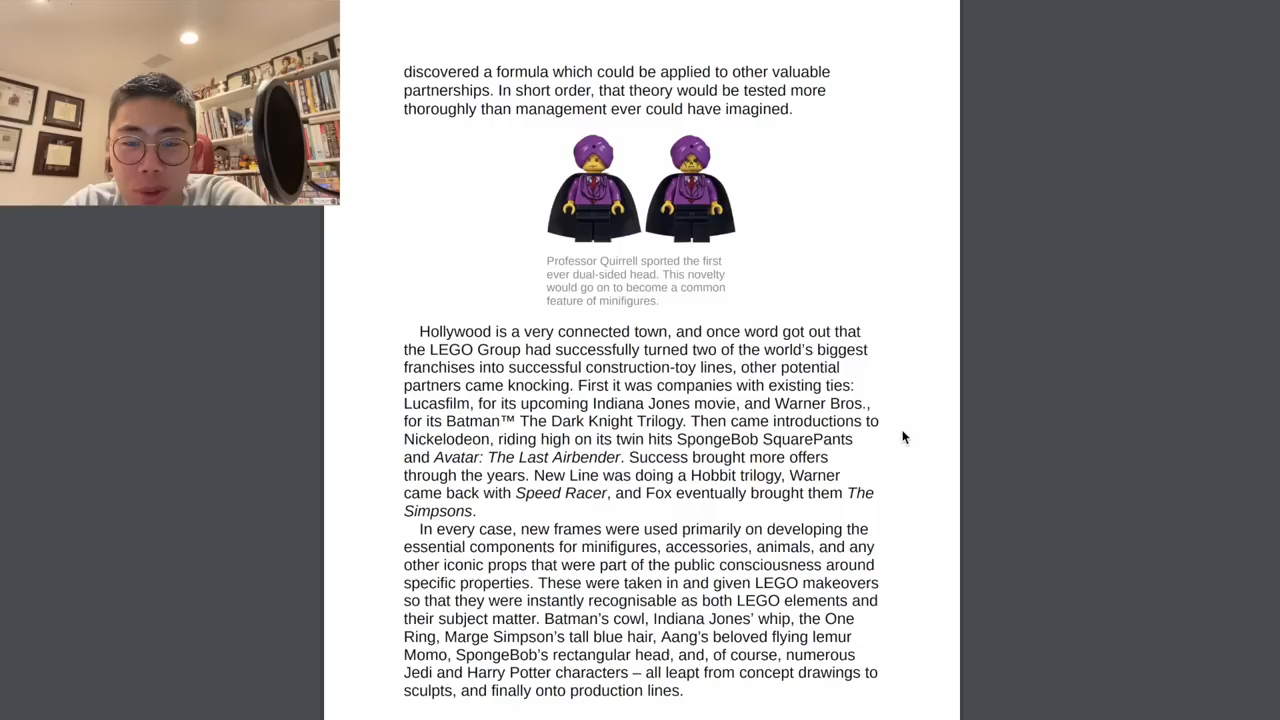 discovered a formula which could be applied to other valuable
partnerships. In short order, that theory would be tested more
thoroughly than management ever could have imagined.
Professor Quirrell sported the first
ever dual-sided head. This novelty
would go on to become a common
feature of minifigures.
Hollywood is a very connected town, and once word got out that
the LEGO Group had successfully turned two of the world’s biggest
franchises into successful construction-toy lines, other potential
partners came knocking. First it was companies with existing ties:
Lucasfilm, for its upcoming Indiana Jones movie, and Warner Bros.,
for its Batman™ The Dark Knight Trilogy. Then came introductions to
Nickelodeon, riding high on its twin hits SpongeBob SquarePants
and Avatar: The Last Airbender. Success brought more offers
through the years. New Line was doing a Hobbit trilogy, Warner
came back with Speed Racer, and Fox eventually brought them The
Simpsons.
In every case, new frames were used primarily on developing the
essential components for minifigures, accessories, animals, and any
other iconic props that were part of the public consciousness around
specific properties. These were taken in and given LEGO makeovers
so that they were instantly recognisable as both LEGO elements and
their subject matter. Batman’s cowl, Indiana Jones’ whip, the One
Ring, Marge Simpson’s tall blue hair, Aang’s beloved flying lemur
Momo, SpongeBob’s rectangular head, and, of course, numerous
Jedi and Harry Potter characters – all leapt from concept drawings to
sculpts, and finally onto production lines.